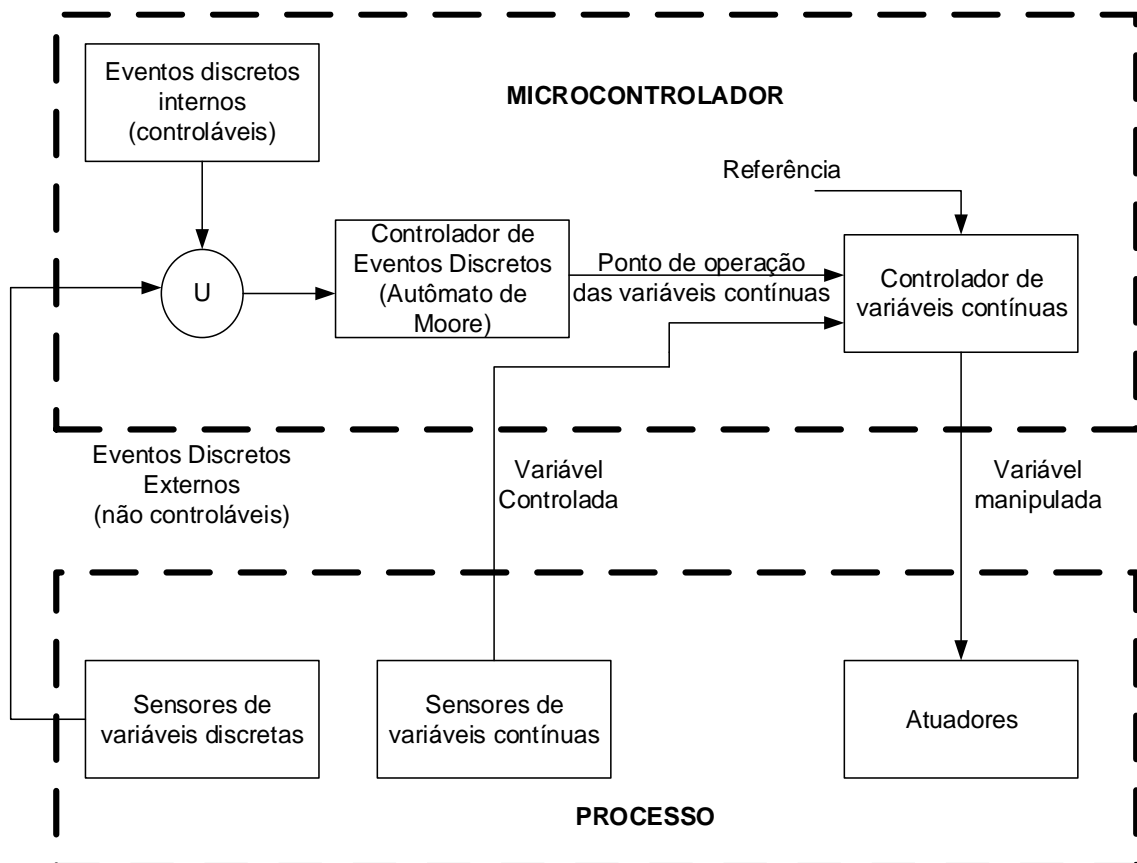 Eventos discretos
internos
(controláveis)
MICROCONTROLADOR
Referência
U
Controlador de
Eventos Discretos
(Autômato de
Moore)
Ponto de operação
das variáveis contínuas
Controlador de
variáveis contínuas
Eventos Discretos
Externos
(não controláveis)
Variável
Controlada
Variável
manipulada
Sensores de
variáveis discretas
Sensores de
variáveis contínuas
Atuadores
PROCESSO